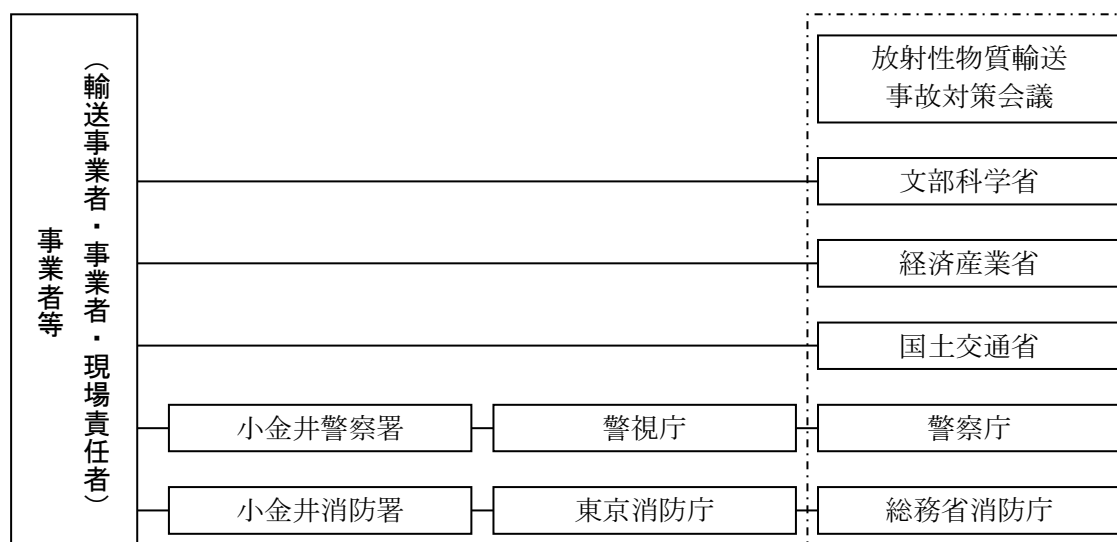 事業者等
（輸送事業者・事業者・現場責任者）
放射性物質輸送
事故対策会議
文部科学省
経済産業省
国土交通省
小金井警察署
警視庁
警察庁
小金井消防署
東京消防庁
総務省消防庁